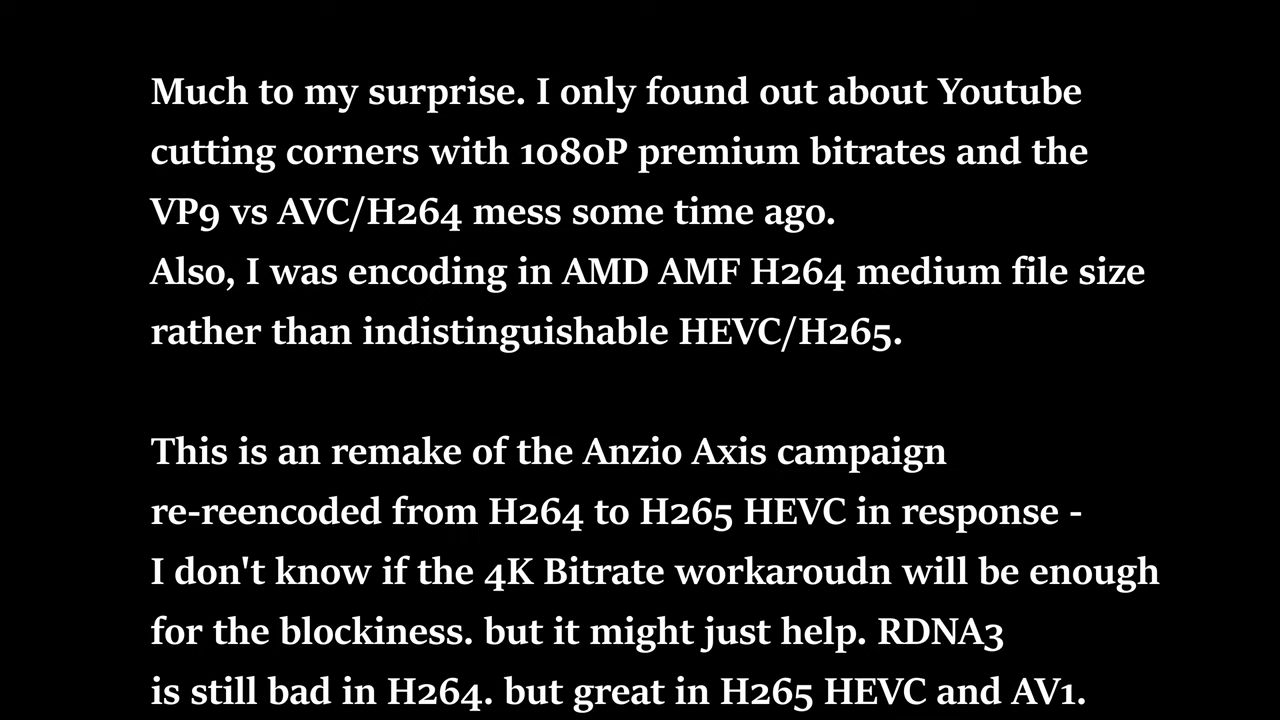 Much to my surprise. I only found out about Youtube
cutting corners with 1080P premium bitrates and the
VP9 vs AVC/H264 mess some time ago.
Also, I was encoding in AMD AMF H264 medium file size
rather than indistinguishable HEVC/H265.
This is an remake of the Anzio Axis campaign
re-reencoded from H264 to H265 HEVC in response -
I don't know if the 4K Bitrate workaroudn will be enough
for the blockiness. but it might just help. RDNA3
is still bad in H264. but great in H265 HEVC and AV1.